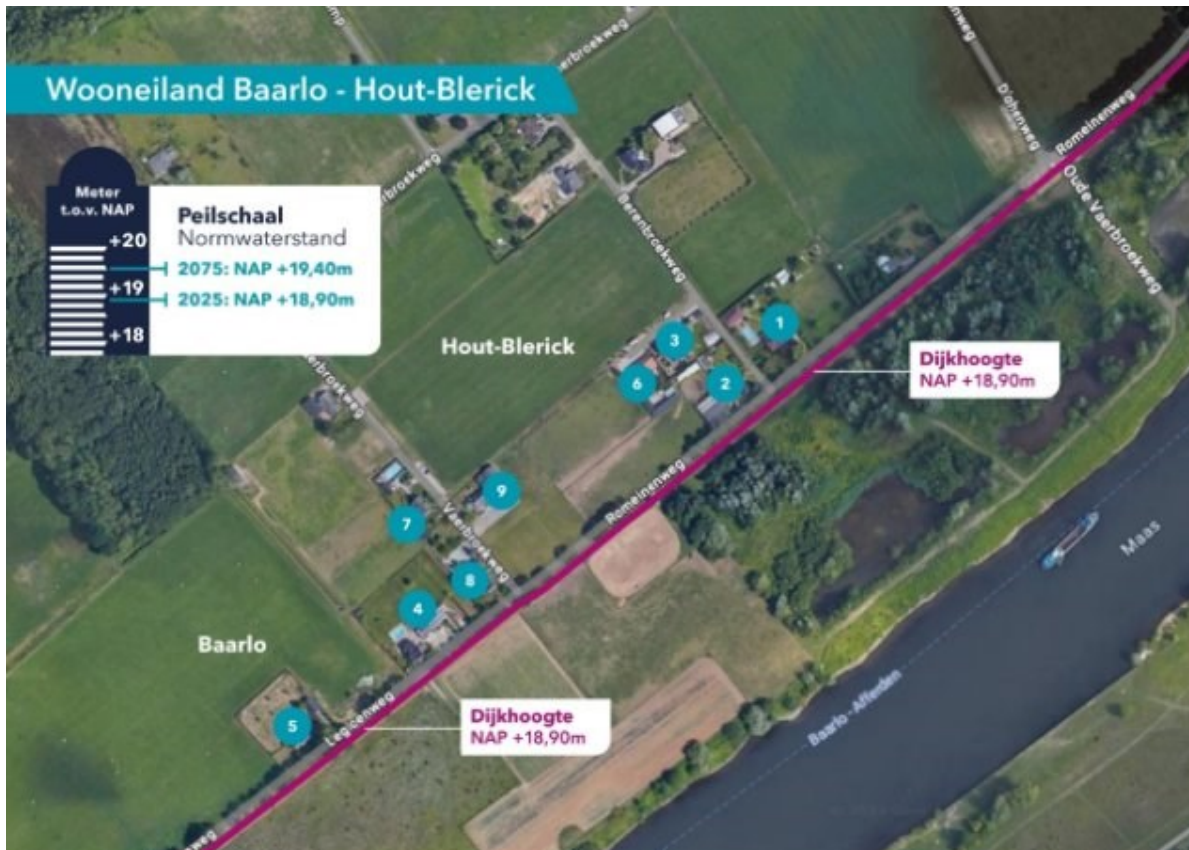 Wooneiland Baarlo - Hout-Blerick
Meter
t.o.v. NAP
+20
+19
+18
Peilschaal
Normwaterstand
2075: NAP +19,40m
2025: NAP +18,90m
D'ohenweg
Romeinenweg
Oude Vaerbroekweg
Berenbroekweg
Hout-Blerick
1
3
6
2
Dijkhoogte
NAP +18,90m
9
7
Vaerbroekweg
Romeinenweg
8
4
Maas
Baarlo
5
Legioenweg
Dijkhoogte
NAP +18,90m
Baarlo - Afferden